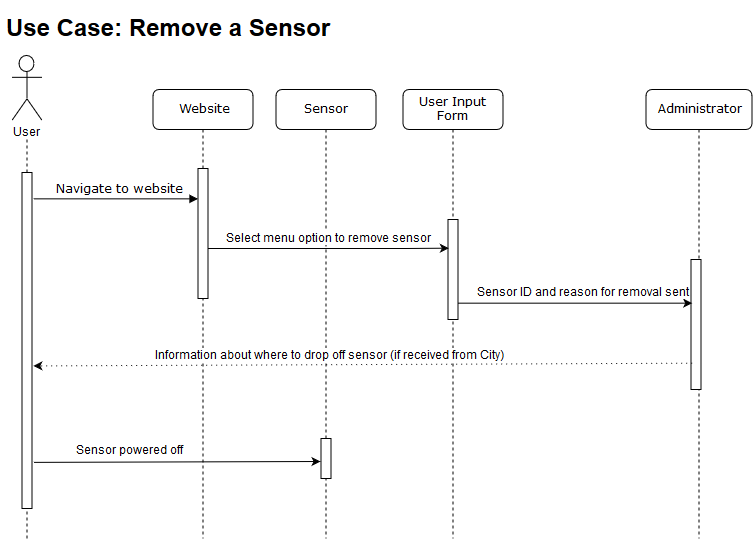 Use Case: Remove a Sensor
User
Website
Sensor
User Input
Form
Administrator
Navigate to website
Select menu option to remove sensor
Sensor ID and reason for removal sent
Information about where to drop off sensor (if received from City)
Sensor powered off